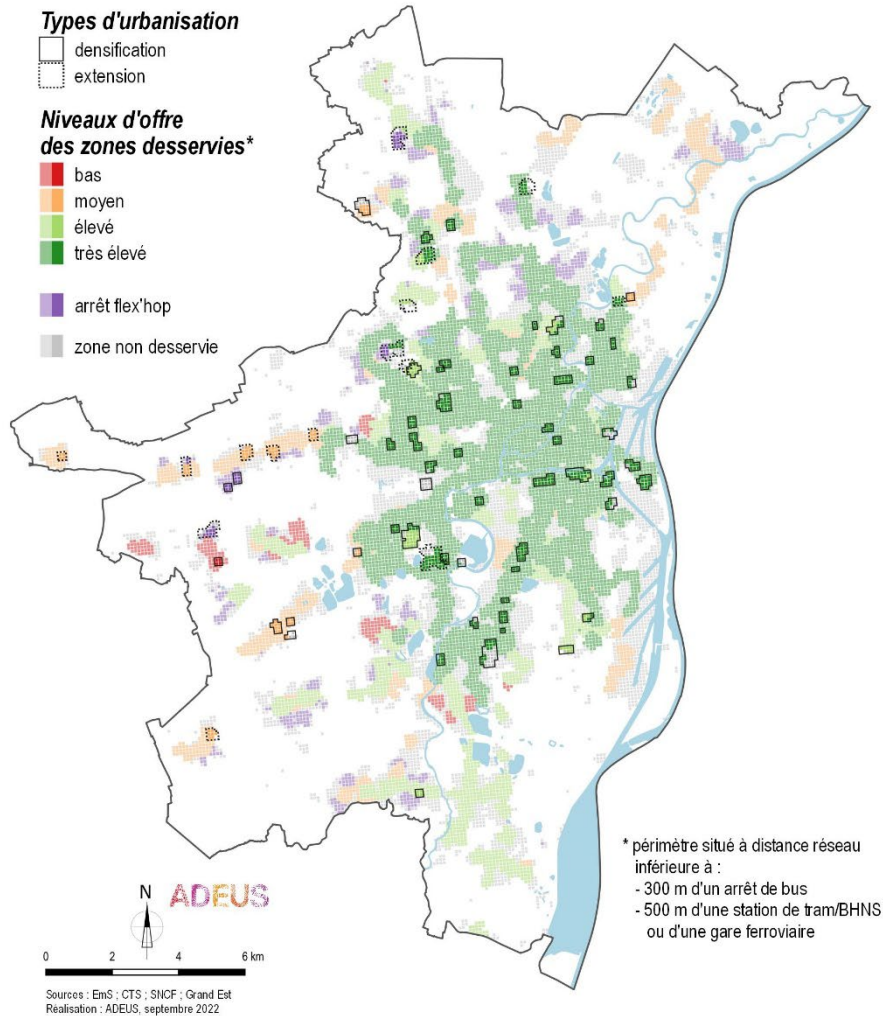 Types d'urbanisation
densification
extension
Niveaux d'offre
des zones desservies*
bas
moyen
élevé
très élevé
arrêt flex'hop
zone non desservie
* périmètre situé à distance réseau
inférieure à :
- 300 m d'un arrêt de bus
- 500 m d'une station de tram/BHNS
ou d'une gare ferroviaire
N
ADEUS
0 2 4 6 km
Sources : EmS ; CTS ; SNCF ; Grand Est
Réalisation : ADEUS, septembre 2022